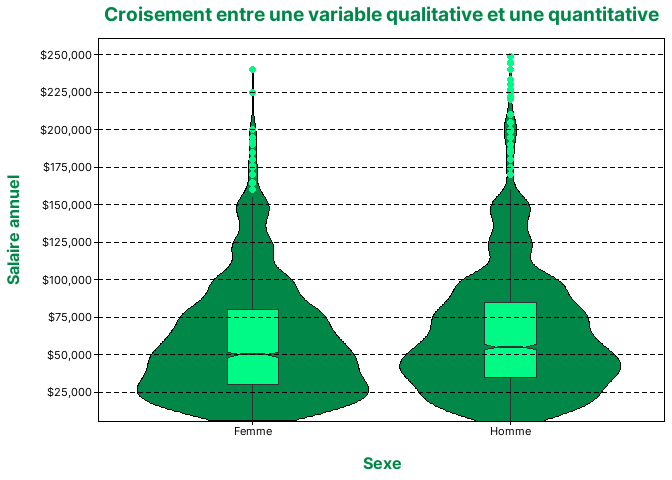 Croisement entre une variable qualitative et une quantitative
$250,000
$225,000
$200,000
$175,000
$150,000
$125,000
$100,000
$75,000
$50,000
$25,000
Salaire annuel
Femme
Homme
Sexe